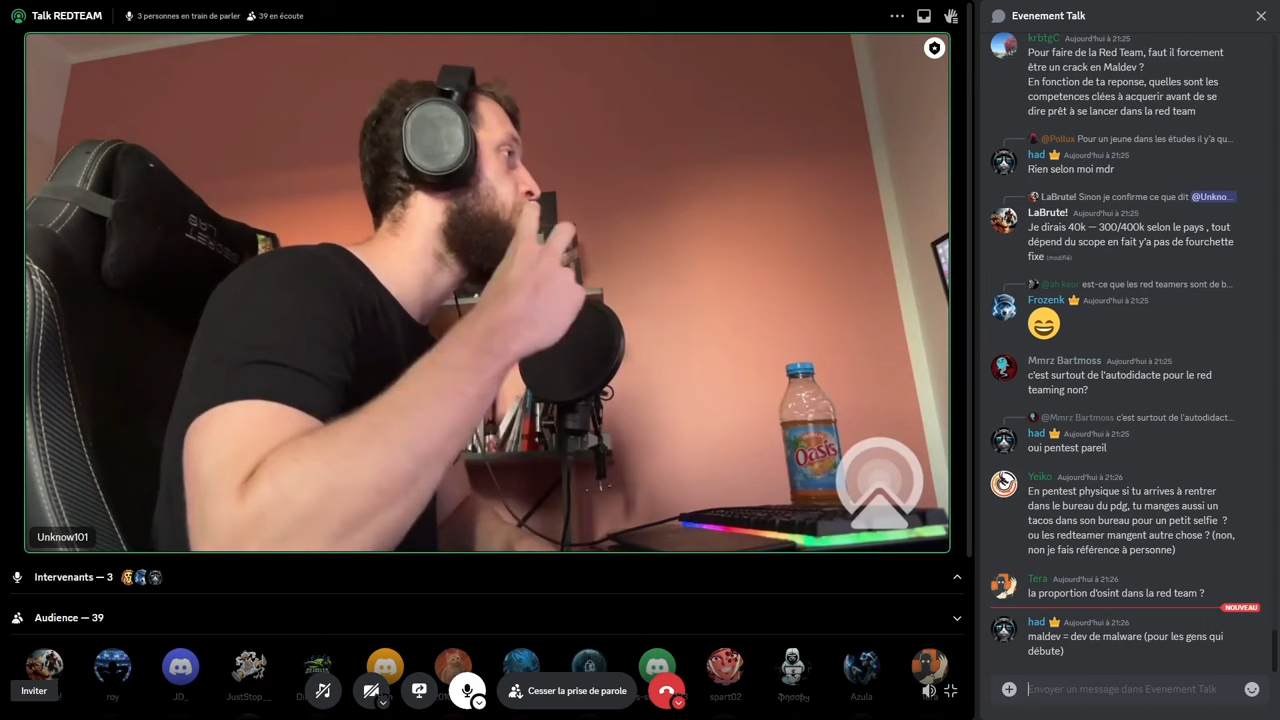 Talk REDTEAM
3 personnes en train de parler
39 en écoute
SECRET
LAB
Oasis
Unknow101
Intervenants — 3
Audience — 39
roy
JD_
JustStop__
spart02
Azula
Inviter
Cesser la prise de parole
Evenement Talk
krbtgC Aujourd'hui à 21:25
Pour faire de la Red Team, faut il forcement
être un crack en Maldev ?
En fonction de ta reponse, quelles sont les
competences clées à acquerir avant de se
dire prêt à se lancer dans la red team
@Pollux Pour un jeune dans les études il y'a qu...
had Aujourd'hui à 21:25
Rien selon moi mdr
LaBrute! Sinon je confirme ce que dit @Unkno...
LaBrute! Aujourd'hui à 21:25
Je dirais 40k — 300/400k selon le pays , tout
dépend du scope en fait y'a pas de fourchette
fixe (modifié)
@ah keur est-ce que les red teamers sont de b...
Frozenk Aujourd'hui à 21:25
Mmrz Bartmoss Aujourd'hui à 21:25
c'est surtout de l'autodidacte pour le red
teaming non?
@Mmrz Bartmoss c'est surtout de l'autodidact...
had Aujourd'hui à 21:25
oui pentest pareil
Yeiko Aujourd'hui à 21:26
En pentest physique si tu arrives à rentrer
dans le bureau du pdg, tu manges aussi un
tacos dans son bureau pour un petit selfie ?
ou les redteamer mangent autre chose ? (non,
non je fais référence à personne)
Tera Aujourd'hui à 21:26
la proportion d'osint dans la red team ?
NOUVEAU
had Aujourd'hui à 21:26
maldev = dev de malware (pour les gens qui
débute)
Envoyer un message dans Evenement Talk